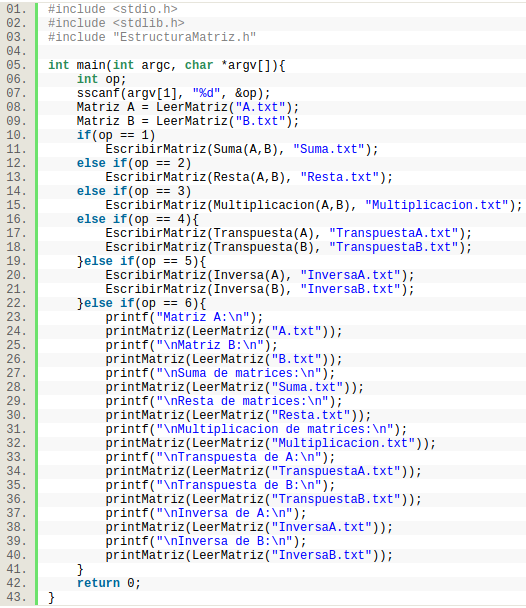 01. #include <stdio.h>
02. #include <stdlib.h>
03. #include "EstructuraMatriz.h"
04.
05. int main(int argc, char *argv[]){
06.     int op;
07.     sscanf(argv[1], "%d", &op);
08.     Matriz A = LeerMatriz("A.txt");
09.     Matriz B = LeerMatriz("B.txt");
10.     if(op == 1)
11.         EscribirMatriz(Suma(A,B), "Suma.txt");
12.     else if(op == 2)
13.         EscribirMatriz(Resta(A,B), "Resta.txt");
14.     else if(op == 3)
15.         EscribirMatriz(Multiplicacion(A,B), "Multiplicacion.txt");
16.     else if(op == 4){
17.         EscribirMatriz(Transpuesta(A), "TranspuestaA.txt");
18.         EscribirMatriz(Transpuesta(B), "TranspuestaB.txt");
19.     }else if(op == 5){
20.         EscribirMatriz(Inversa(A), "InversaA.txt");
21.         EscribirMatriz(Inversa(B), "InversaB.txt");
22.     }else if(op == 6){
23.         printf("Matriz A:\n");
24.         printMatriz(LeerMatriz("A.txt"));
25.         printf("\nMatriz B:\n");
26.         printMatriz(LeerMatriz("B.txt"));
27.         printf("\nSuma de matrices:\n");
28.         printMatriz(LeerMatriz("Suma.txt"));
29.         printf("\nResta de matrices:\n");
30.         printMatriz(LeerMatriz("Resta.txt"));
31.         printf("\nMultiplicacion de matrices:\n");
32.         printMatriz(LeerMatriz("Multiplicacion.txt"));
33.         printf("\nTranspuesta de A:\n");
34.         printMatriz(LeerMatriz("TranspuestaA.txt"));
35.         printf("\nTranspuesta de B:\n");
36.         printMatriz(LeerMatriz("TranspuestaB.txt"));
37.         printf("\nInversa de A:\n");
38.         printMatriz(LeerMatriz("InversaA.txt"));
39.         printf("\nInversa de B:\n");
40.         printMatriz(LeerMatriz("InversaB.txt"));
41.     }
42.     return 0;
43. }